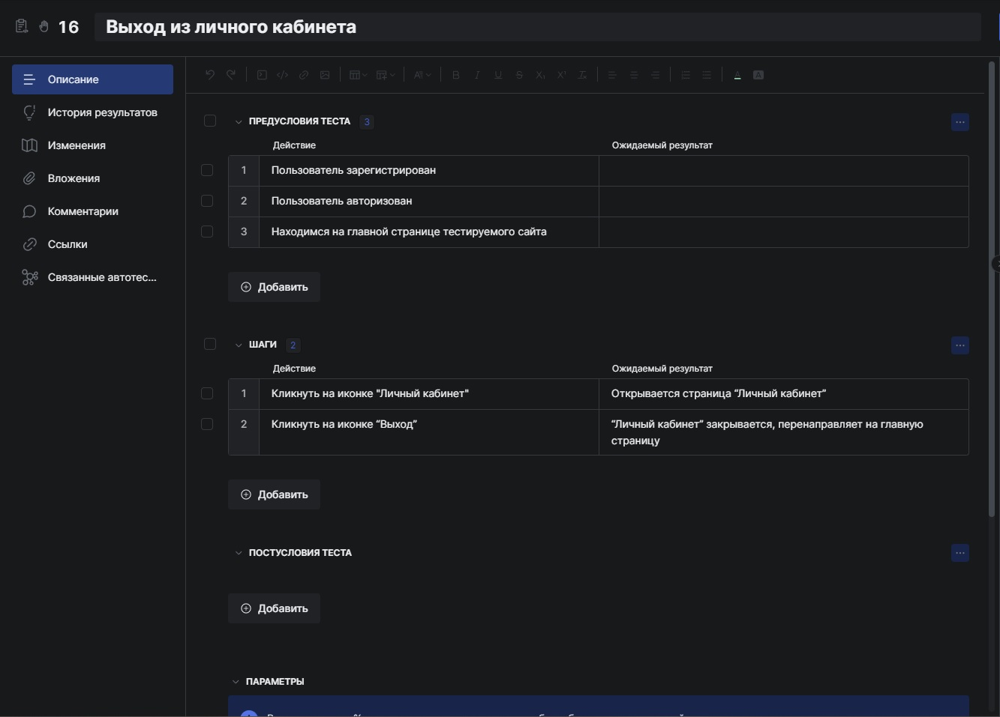 16 Выход из личного кабинета
Описание
История результатов
Изменения
Вложения
Комментарии
Ссылки
Связанные автотес...
ПРЕДУСЛОВИЯ ТЕСТА 3
Действие Ожидаемый результат
1 Пользователь зарегистрирован
2 Пользователь авторизован
3 Находимся на главной странице тестируемого сайта
Добавить
ШАГИ 2
Действие Ожидаемый результат
1 Кликнуть на иконке "Личный кабинет" Открывается страница “Личный кабинет”
2 Кликнуть на иконке “Выход” “Личный кабинет” закрывается, перенаправляет на главную
страницу
Добавить
ПОСТУСЛОВИЯ ТЕСТА
Добавить
ПАРАМЕТРЫ